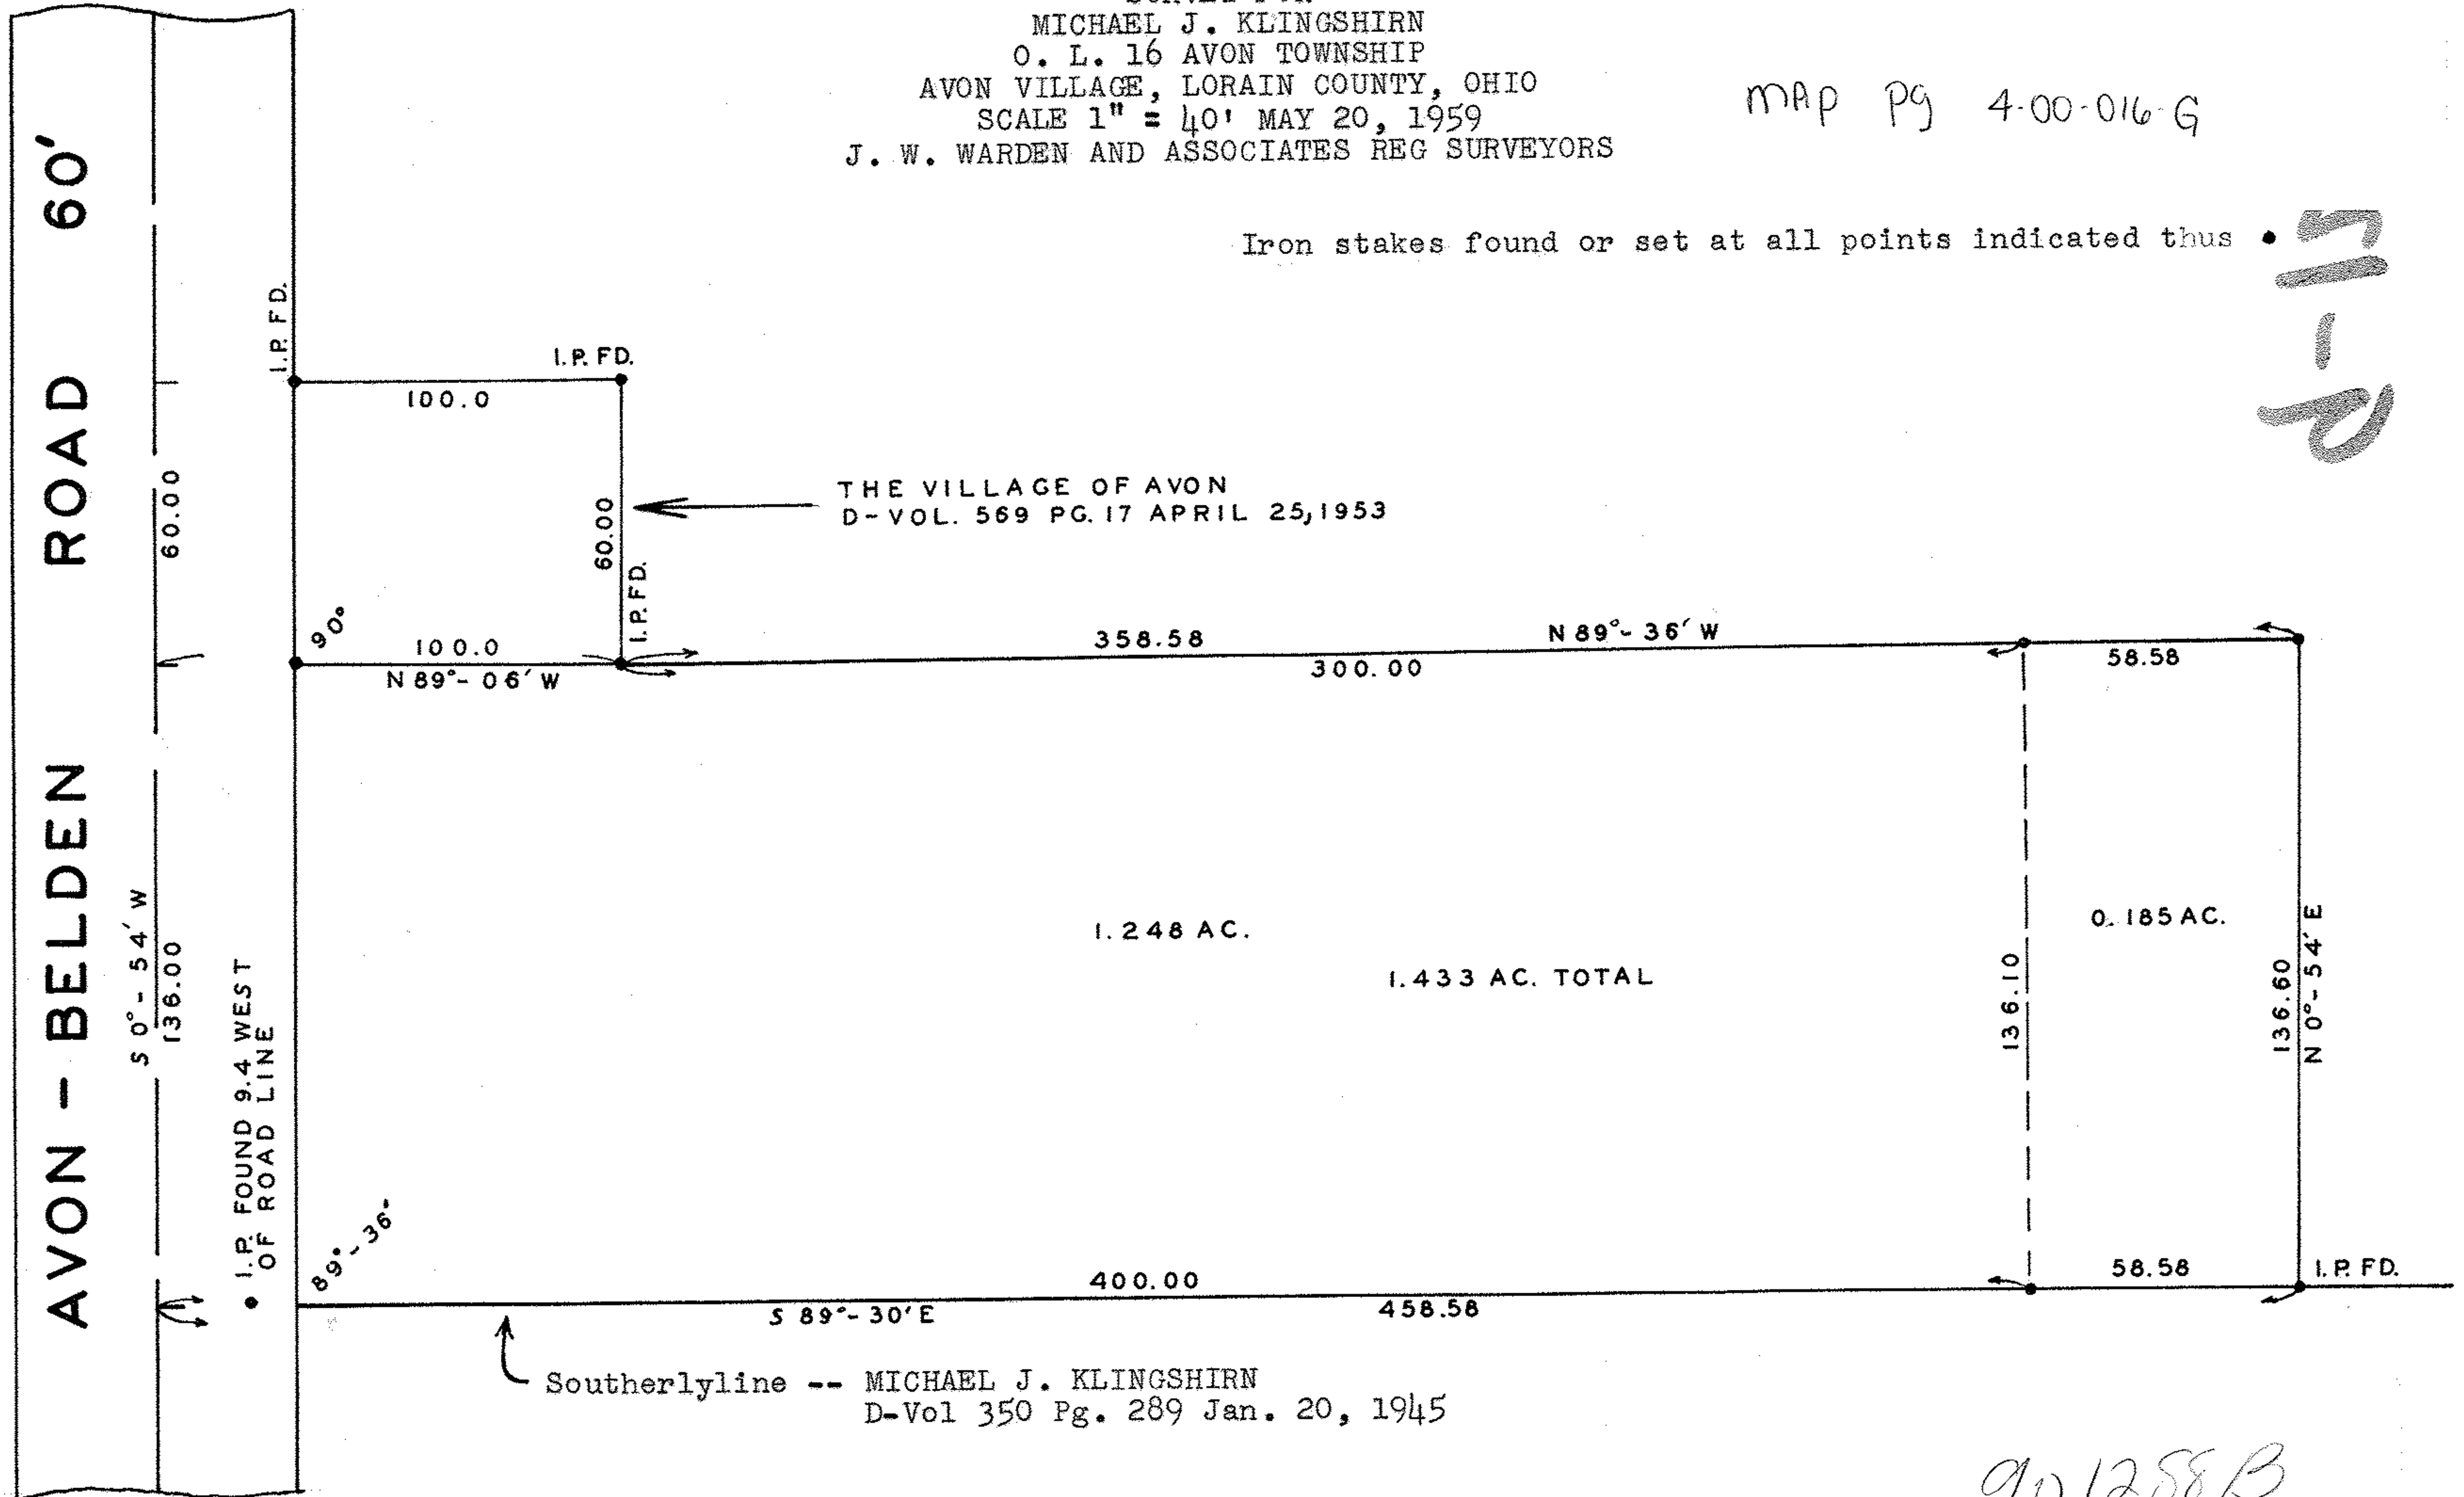 MICHAEL J. KLINGSHIRN
O. L. 16 AVON TOWNSHIP
AVON VILLAGE, LORAIN COUNTY, OHIO
SCALE 1" = 40' MAY 20, 1959
J. W. WARDEN AND ASSOCIATES REG SURVEYORS
MAP pg 4-00-016-G
Iron stakes found or set at all points indicated thus
AVON - BELDEN ROAD 60'
I.P. FD.
I.P. FD.
100.0
60.00
60.00
I.P. FD.
THE VILLAGE OF AVON
D-VOL. 569 PG. 17 APRIL 25, 1953
90°
100.0
N 89°- 06' W
358.58
N 89°- 36' W
300.00
58.58
S 0°- 54' W
136.00
I.P. FOUND 9.4 WEST
OF ROAD LINE
1.248 AC.
1.433 AC. TOTAL
0.185 AC.
136.10
136.60
N 0°- 54' E
89°- 36'
400.00
58.58
I.P. FD.
S 89°- 30' E
458.58
Southerlyline -- MICHAEL J. KLINGSHIRN
D-Vol 350 Pg. 289 Jan. 20, 1945